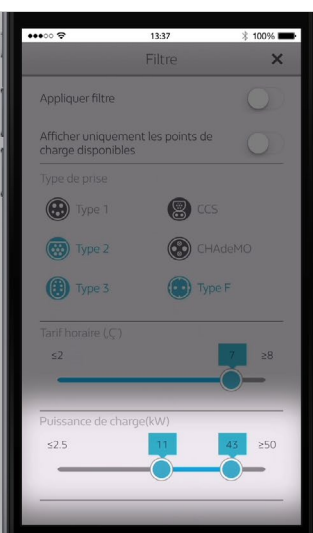 13:37 100%
Filtre ×
Appliquer filtre
Afficher uniquement les points de
charge disponibles
Type de prise
Type 1 CCS
Type 2 CHAdeMO
Type 3 Type F
Tarif horaire (,Ç')
≤2 7 ≥8
Puissance de charge(kW)
≤2.5 11 43 ≥50